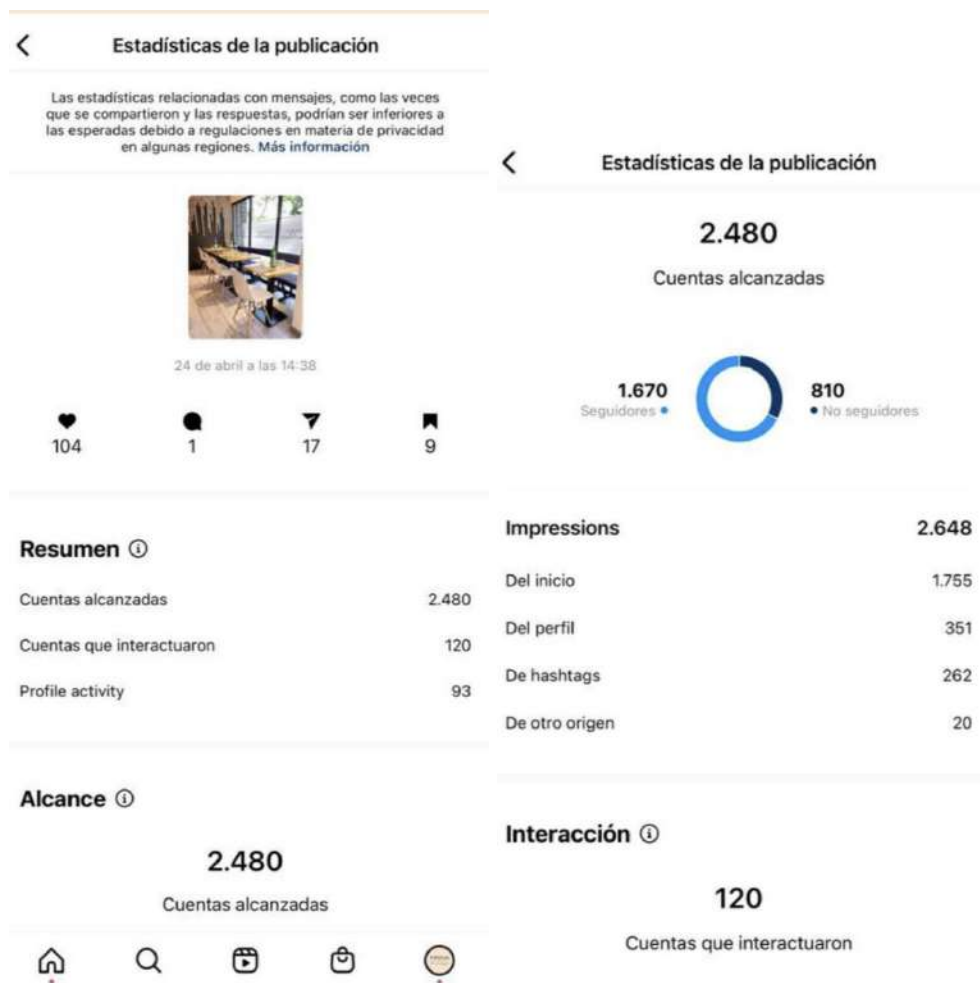 Estadísticas de la publicación
Las estadísticas relacionadas con mensajes, como las veces
que se compartieron y las respuestas, podrían ser inferiores a
las esperadas debido a regulaciones en materia de privacidad
en algunas regiones. Más información
24 de abril a las 14:38
104 1 17 9
Resumen
Cuentas alcanzadas 2.480
Cuentas que interactuaron 120
Profile activity 93
Alcance
2.480
Cuentas alcanzadas
Estadísticas de la publicación
2.480
Cuentas alcanzadas
1.670 810
Seguidores No seguidores
Impressions 2.648
Del inicio 1.755
Del perfil 351
De hashtags 262
De otro origen 20
Interacción
120
Cuentas que interactuaron